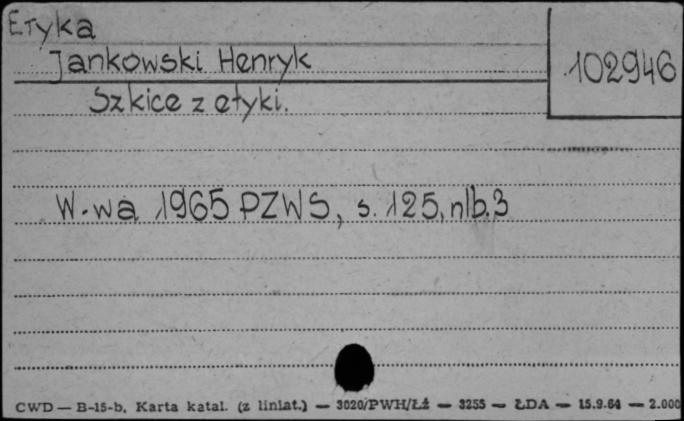 Etyka
Jankowski Henryk
102946
Szkice z etyki.
W-wa 1965 PZWS, s. 125, nlb. 3
CWD — B-15-b. Karta katal. (z liniat.) — 3020/PWH/Łź — 3255 — ŁDA — 15.9.64 — 2.000